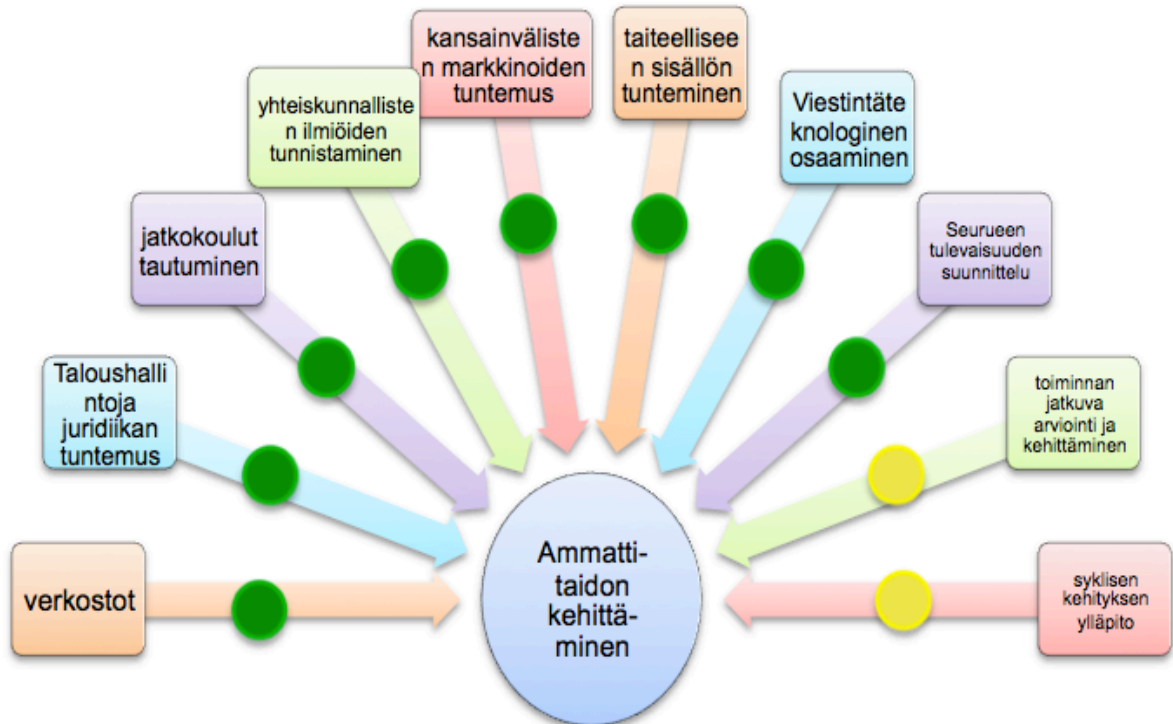 kansainväliste
n markkinoiden
tuntemus
taiteellisee
n sisällön
tunteminen
yhteiskunnalliste
n ilmiöiden
tunnistaminen
Viestintäte
knologinen
osaaminen
jatkokoulut
tautuminen
Seurueen
tulevaisuuden
suunnittelu
Taloushalli
ntoja
juridiikan
tuntemus
toiminnan
jatkuva
arviointi ja
kehittäminen
verkostot
Ammatti-
taidon
kehittä-
minen
syklisen
kehityksen
ylläpito